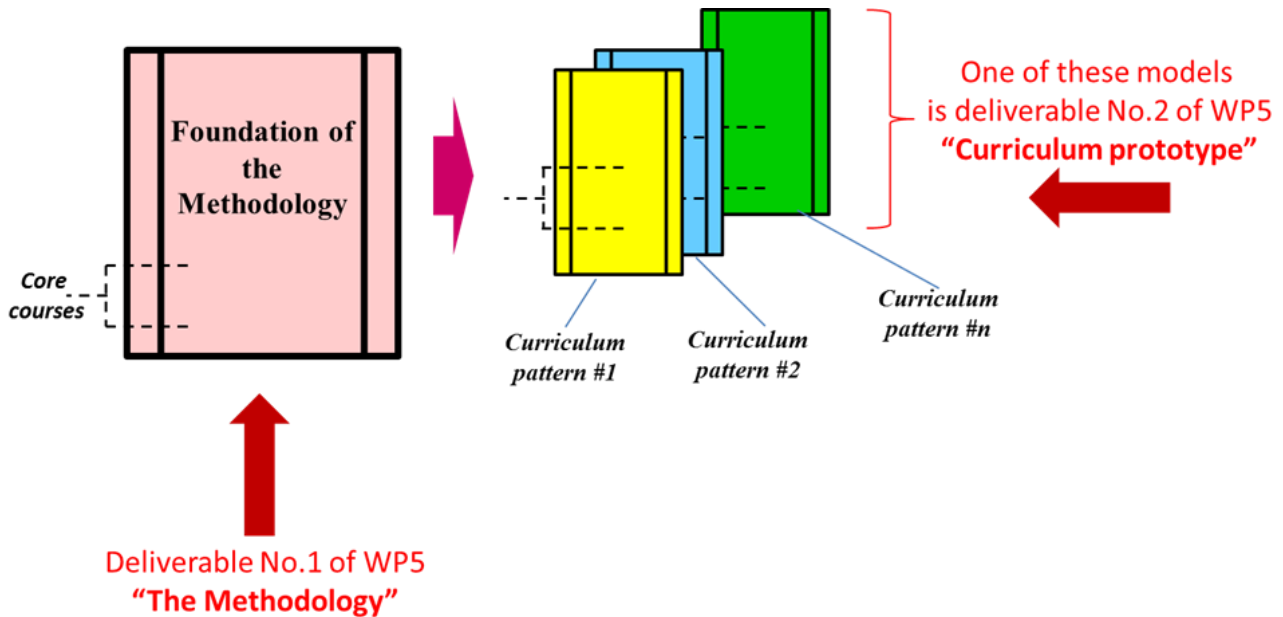 Foundation of
the
Methodology
Core
courses
Deliverable No.1 of WP5
“The Methodology”
Curriculum
pattern #1
Curriculum
pattern #2
Curriculum
pattern #n
One of these models
is deliverable No.2 of WP5
“Curriculum prototype”